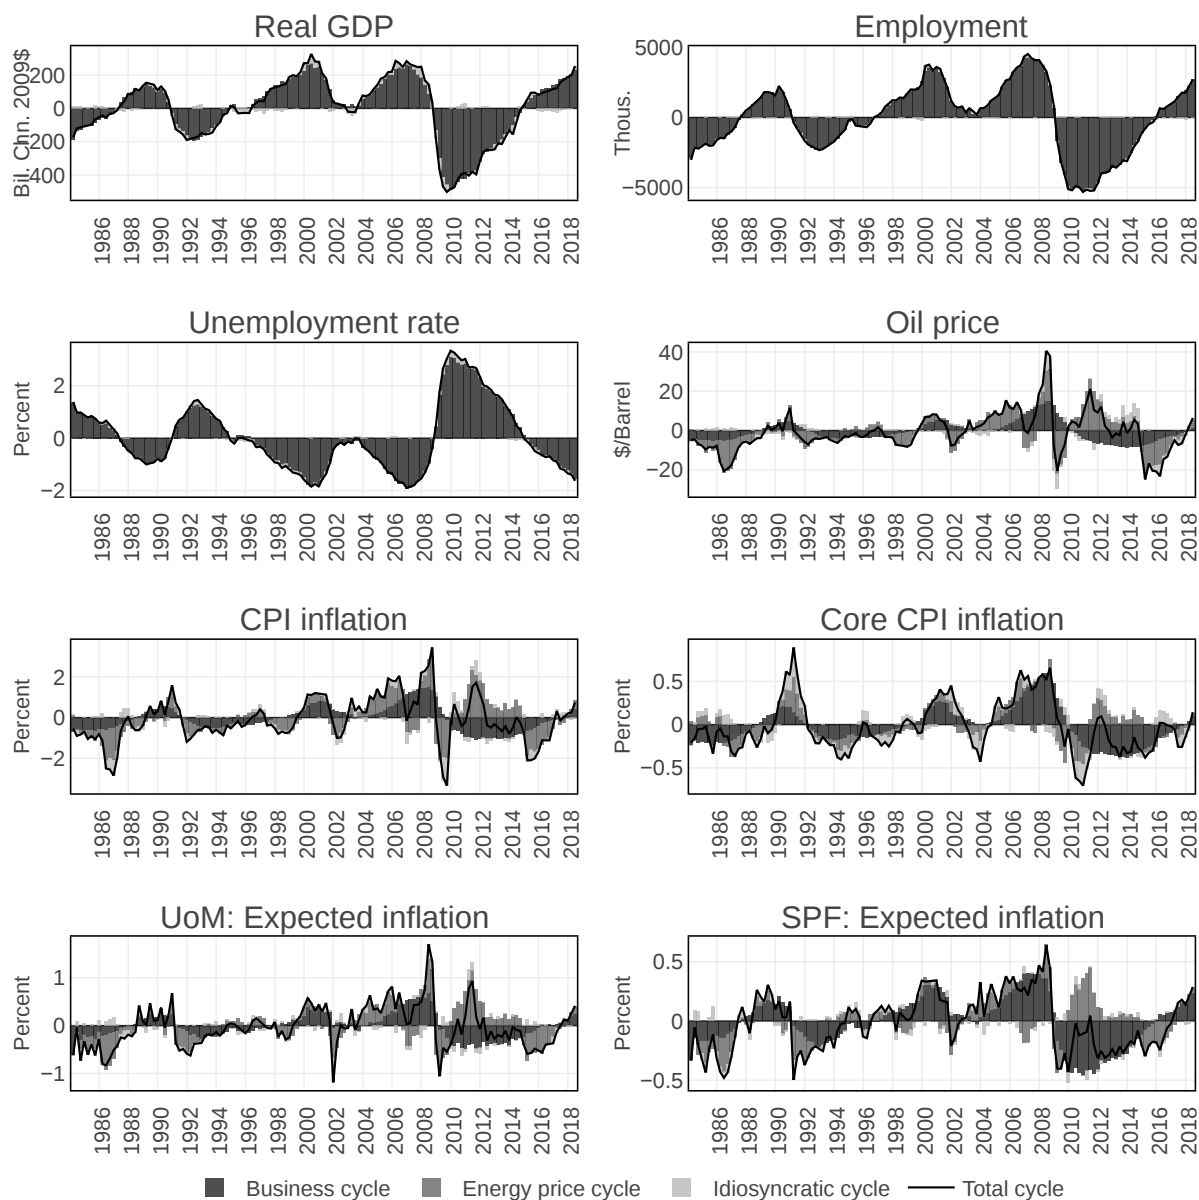 Real GDP
Employment
Bil. Chn. 2009$
200
0
−200
−400
1986 1988 1990 1992 1994 1996 1998 2000 2002 2004 2006 2008 2010 2012 2014 2016 2018
Thous.
5000
0
−5000
1986 1988 1990 1992 1994 1996 1998 2000 2002 2004 2006 2008 2010 2012 2014 2016 2018
Unemployment rate
Oil price
Percent
2
0
−2
1986 1988 1990 1992 1994 1996 1998 2000 2002 2004 2006 2008 2010 2012 2014 2016 2018
$/Barrel
40
20
0
−20
1986 1988 1990 1992 1994 1996 1998 2000 2002 2004 2006 2008 2010 2012 2014 2016 2018
CPI inflation
Core CPI inflation
Percent
2
0
−2
1986 1988 1990 1992 1994 1996 1998 2000 2002 2004 2006 2008 2010 2012 2014 2016 2018
Percent
0.5
0
−0.5
1986 1988 1990 1992 1994 1996 1998 2000 2002 2004 2006 2008 2010 2012 2014 2016 2018
UoM: Expected inflation
SPF: Expected inflation
Percent
1
0
−1
1986 1988 1990 1992 1994 1996 1998 2000 2002 2004 2006 2008 2010 2012 2014 2016 2018
Percent
0.5
0
−0.5
1986 1988 1990 1992 1994 1996 1998 2000 2002 2004 2006 2008 2010 2012 2014 2016 2018
Business cycle Energy price cycle Idiosyncratic cycle Total cycle